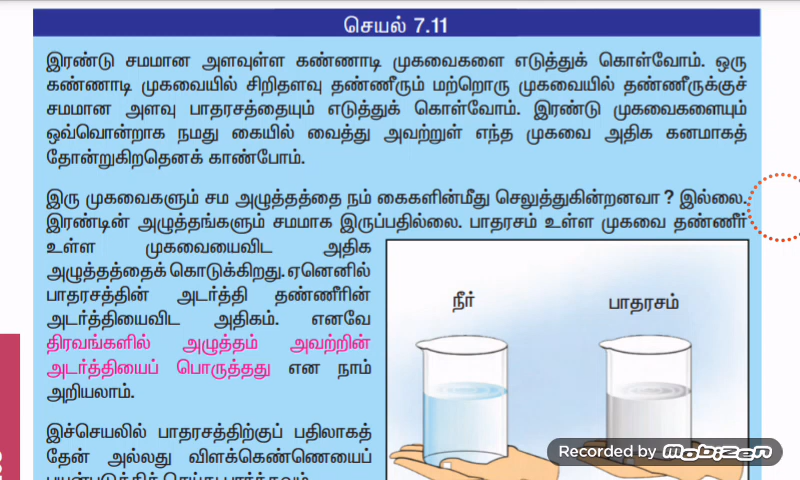 செயல் 7.11
இரண்டு சமமான அளவுள்ள கண்ணாடி முகவைகளை எடுத்துக் கொள்வோம். ஒரு
கண்ணாடி முகவையில் சிறிதளவு தண்ணீரும் மற்றொரு முகவையில் தண்ணீருக்குச்
சமமான அளவு பாதரசத்தையும் எடுத்துக் கொள்வோம். இரண்டு முகவைகளையும்
ஒவ்வொன்றாக நமது கையில் வைத்து அவற்றுள் எந்த முகவை அதிக கனமாகத்
தோன்றுகிறதெனக் காண்போம்.
இரு முகவைகளும் சம அழுத்தத்தை நம் கைகளின்மீது செலுத்துகின்றனவா ? இல்லை.
இரண்டின் அழுத்தங்களும் சமமாக இருப்பதில்லை. பாதரசம் உள்ள முகவை தண்ணீர்
உள்ள முகவையைவிட அதிக
அழுத்தத்தைக் கொடுக்கிறது. ஏனெனில்
பாதரசத்தின் அடர்த்தி தண்ணீரின்
அடர்த்தியைவிட அதிகம். எனவே
திரவங்களில் அழுத்தம் அவற்றின்
அடர்த்தியைப் பொருத்தது என நாம்
அறியலாம்.
நீர் பாதரசம்
இச்செயலில் பாதரசத்திற்குப் பதிலாகத்
தேன் அல்லது விளக்கெண்ணெயைப்
Recorded by mobizen